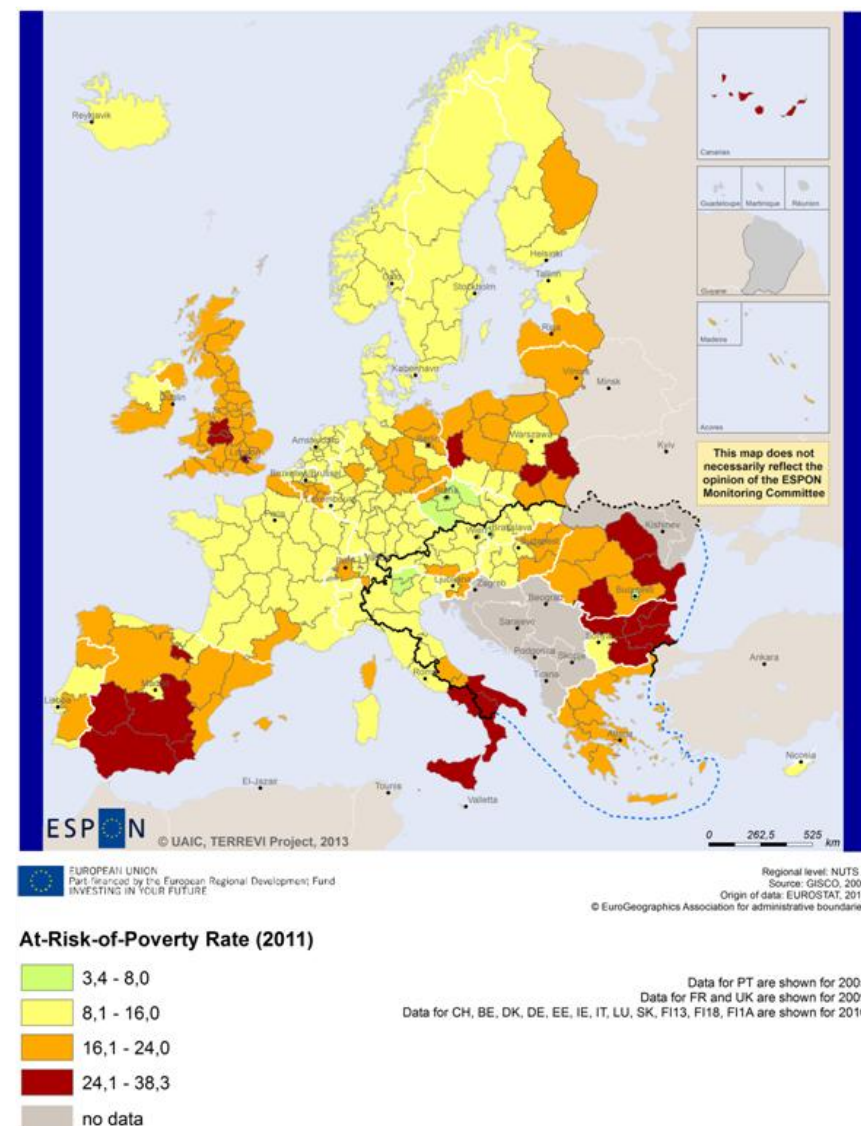 Reykjavik
Canarias
Guadeloupe
Martinique
Réunion
Guyane
Madeira
Acores
This map does not
necessarily reflect the
opinion of the ESPON
Monitoring Committee
Oslo
Helsinki
Tallinn
Stockholm
Riga
København
Vilnius
Minsk
Dublin
London
Amsterdam
Berlin
Warszawa
Kyiv
Bruxelles/Brussel
Luxembourg
Praha
Paris
Bratislava
Budapest
Kishinev
Bern
Vaduz
Ljubljana
Zagreb
Beograd
Bucuresti
Sarajevo
Podgorica
Skopje
Tirana
Roma
Madrid
Lisboa
Ankara
Nicosia
El-Jazair
Tounis
Valletta
ESPON
© UAIC, TERREVI Project, 2013
0 262,5 525
km
EUROPEAN UNION
Part-financed by the European Regional Development Fund
INVESTING IN YOUR FUTURE
Regional level: NUTS
Source: GISCO, 200
Origin of data: EUROSTAT, 201
© EuroGeographics Association for administrative boundarie
At-Risk-of-Poverty Rate (2011)
3,4 - 8,0
8,1 - 16,0
16,1 - 24,0
24,1 - 38,3
no data
Data for PT are shown for 200
Data for FR and UK are shown for 200
Data for CH, BE, DK, DE, EE, IE, IT, LU, SK, FI13, FI18, FI1A are shown for 201